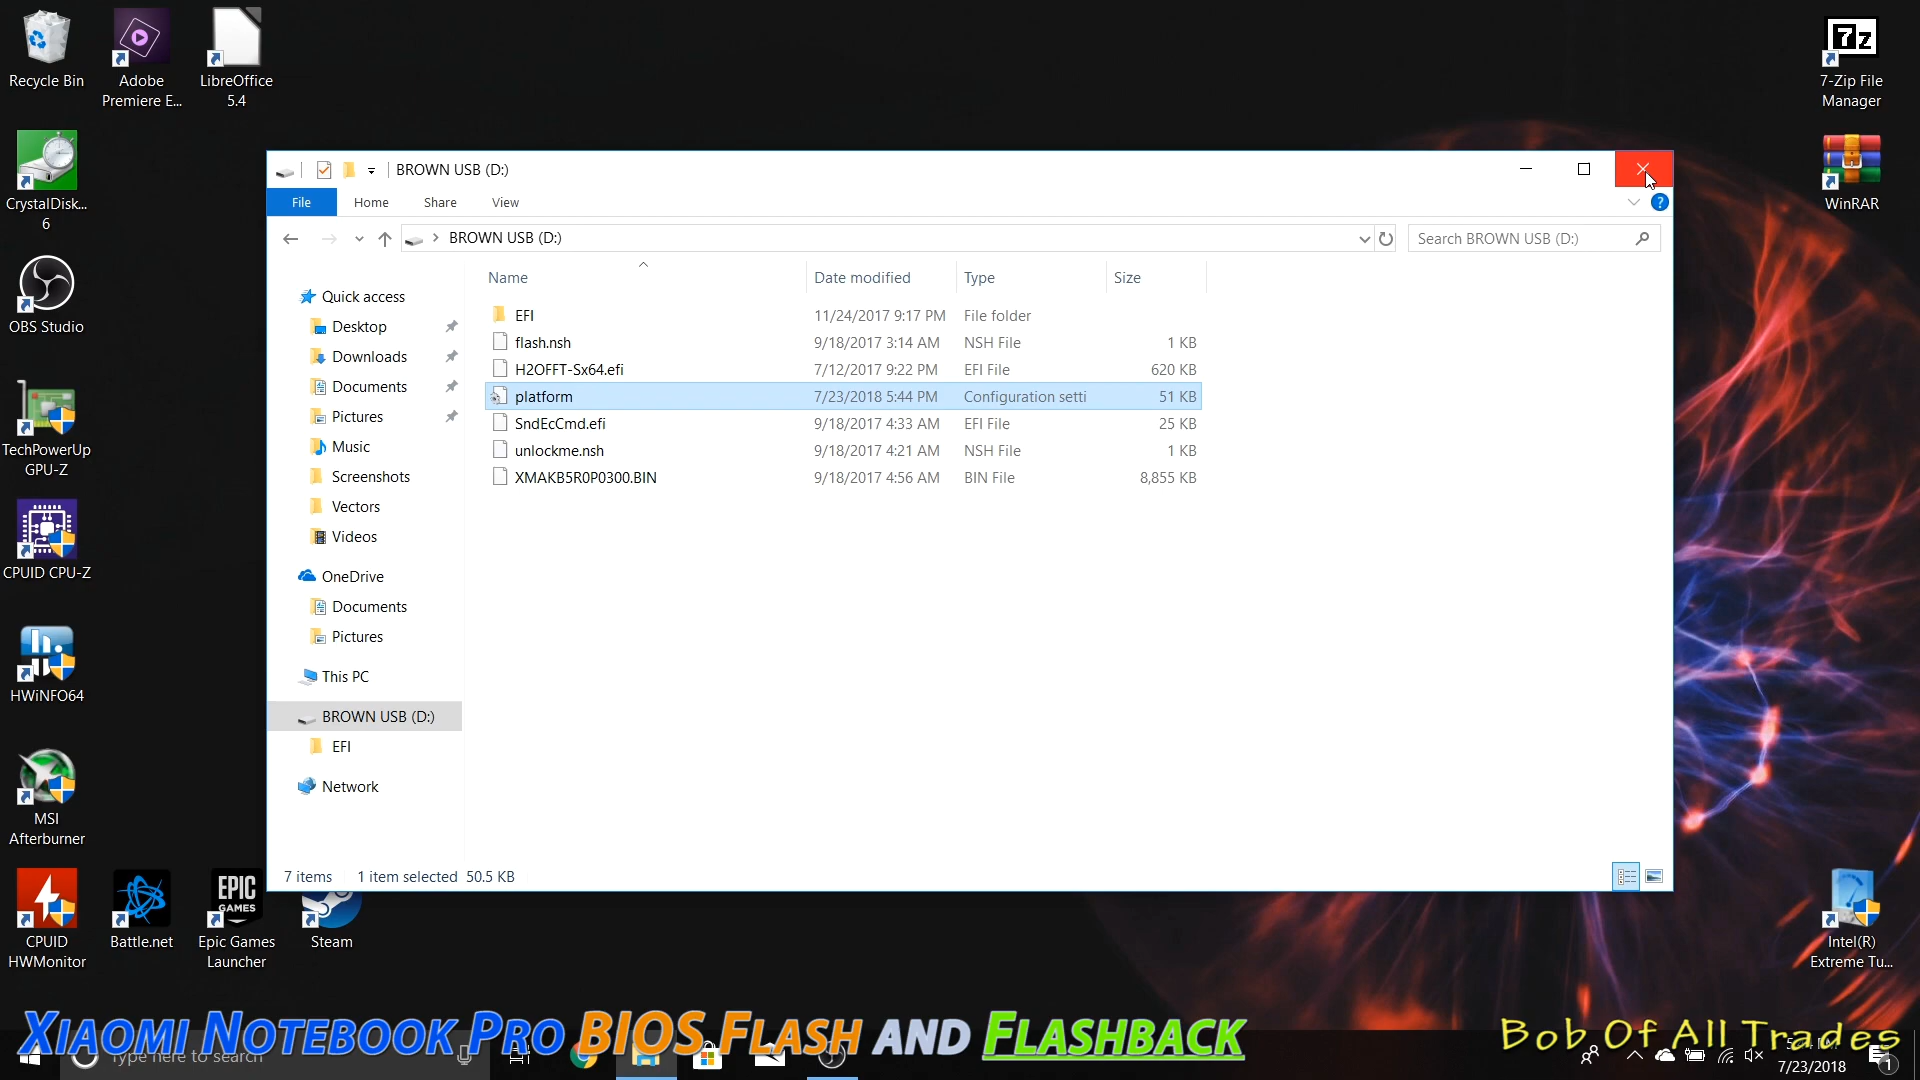 Recycle Bin
Adobe
Premiere E...
LibreOffice
5.4
7-Zip File
Manager
CrystalDisk...
6
WinRAR
OBS Studio
TechPowerUp
GPU-Z
CPUID CPU-Z
HWiNFO64
MSI
Afterburner
CPUID
HWMonitor
Battle.net
EPIC
GAMES
Epic Games
Launcher
Steam
Intel(R)
Extreme Tu...
BROWN USB (D:)
File Home Share View
BROWN USB (D:)
Search BROWN USB (D:)
Name Date modified Type Size
EFI 11/24/2017 9:17 PM File folder
flash.nsh 9/18/2017 3:14 AM NSH File 1 KB
H2OFFT-Sx64.efi 7/12/2017 9:22 PM EFI File 620 KB
platform 7/23/2018 5:44 PM Configuration setti 51 KB
SndEcCmd.efi 9/18/2017 4:33 AM EFI File 25 KB
unlockme.nsh 9/18/2017 4:21 AM NSH File 1 KB
XMAKB5R0P0300.BIN 9/18/2017 4:56 AM BIN File 8,855 KB
Quick access
Desktop
Downloads
Documents
Pictures
Music
Screenshots
Vectors
Videos
OneDrive
Documents
Pictures
This PC
BROWN USB (D:)
EFI
Network
7 items 1 item selected 50.5 KB
Xiaomi Notebook Pro BIOS Flash and Flashback
Bob Of All Trades
Type here to search
7/23/2018
1